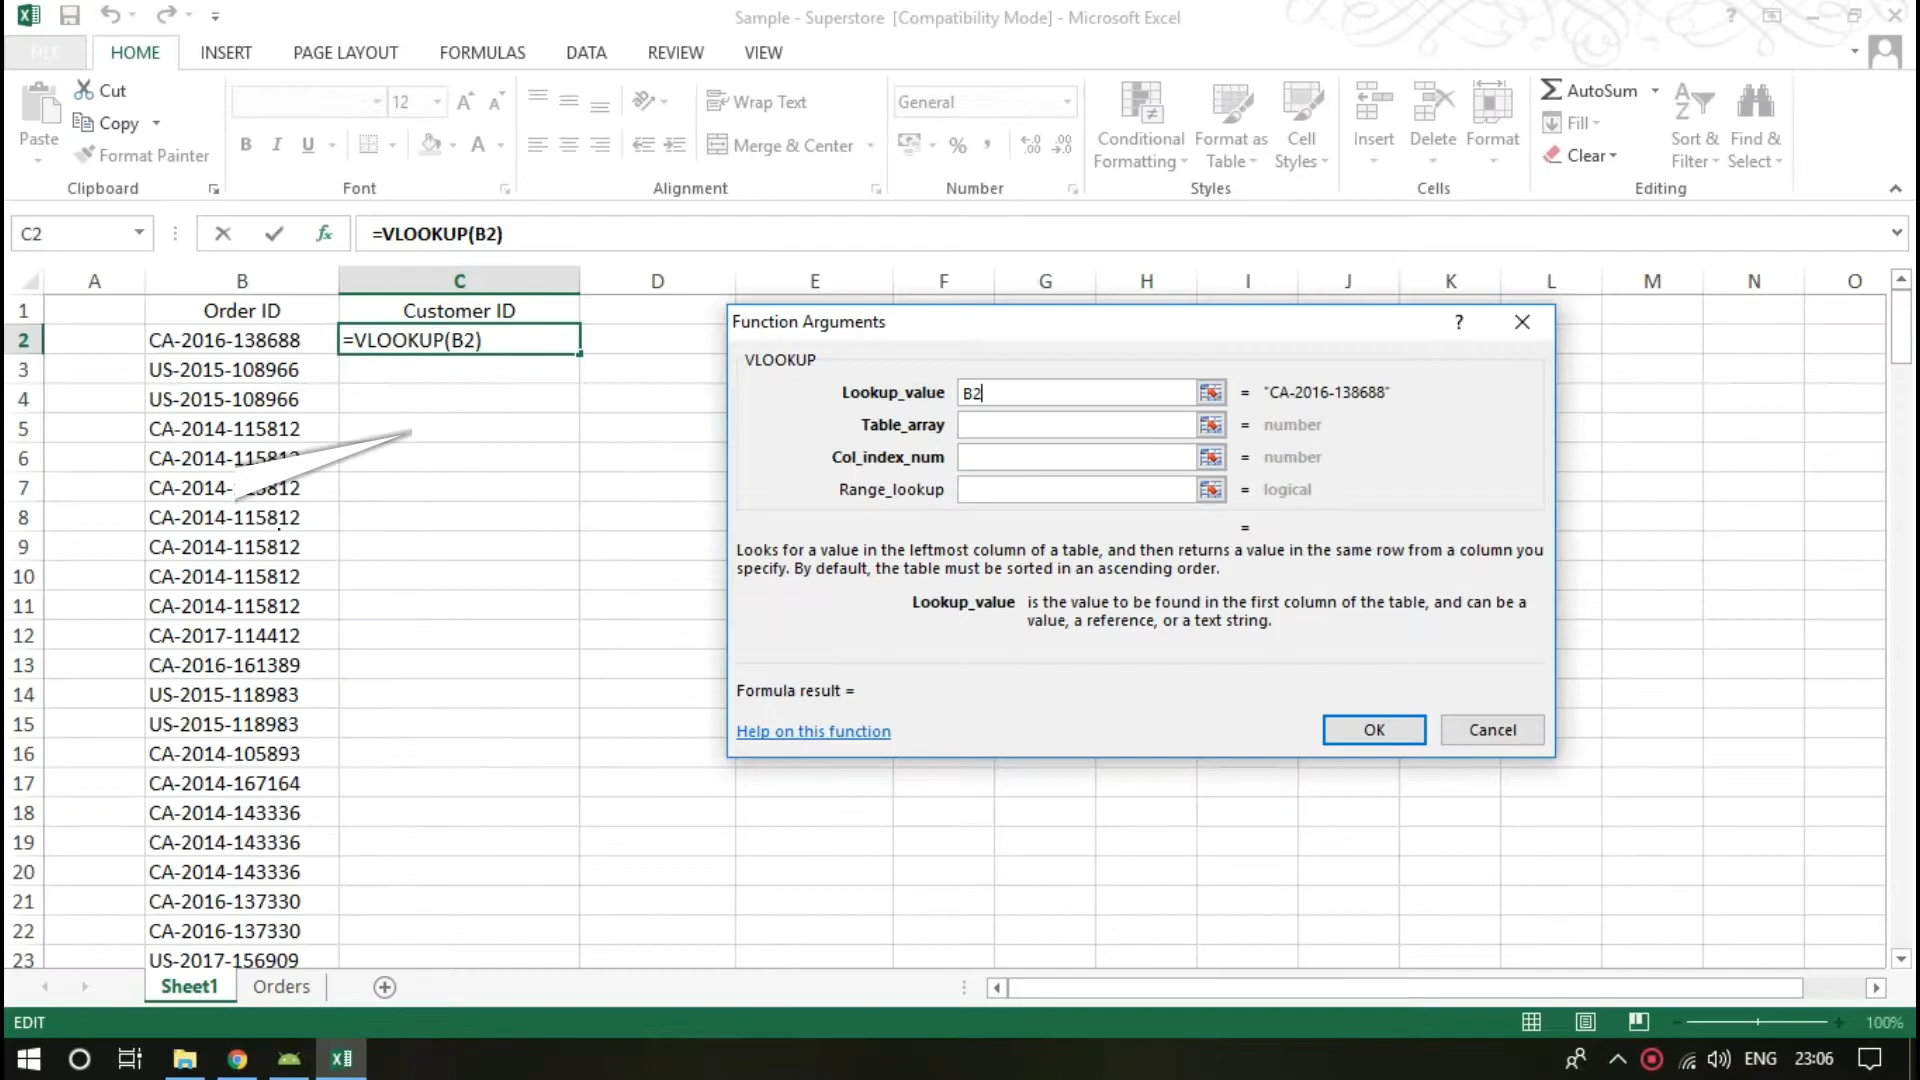 Sample - Superstore [Compatibility Mode] - Microsoft Excel
FILE HOME INSERT PAGE LAYOUT FORMULAS DATA REVIEW VIEW
Paste
Cut
Copy
Format Painter
Clipboard
12
B I U
Font
Wrap Text
Merge & Center
Alignment
General
%
Number
Conditional Formatting
Format as Table
Cell Styles
Styles
Insert
Delete
Format
Cells
AutoSum
Fill
Clear
Sort & Filter
Find & Select
Editing
C2
fx
=VLOOKUP(B2)
A B C D E F G H I J K L M N O
1 Order ID Customer ID
2 CA-2016-138688 =VLOOKUP(B2)
3 US-2015-108966
4 US-2015-108966
5 CA-2014-115812
6 CA-2014-115812
7 CA-2014-115812
8 CA-2014-115812
9 CA-2014-115812
10 CA-2014-115812
11 CA-2014-115812
12 CA-2017-114412
13 CA-2016-161389
14 US-2015-118983
15 US-2015-118983
16 CA-2014-105893
17 CA-2014-167164
18 CA-2014-143336
19 CA-2014-143336
20 CA-2014-143336
21 CA-2016-137330
22 CA-2016-137330
23 US-2017-156909
Function Arguments
VLOOKUP
Lookup_value B2 = "CA-2016-138688"
Table_array = number
Col_index_num = number
Range_lookup = logical
=
Looks for a value in the leftmost column of a table, and then returns a value in the same row from a column you
specify. By default, the table must be sorted in an ascending order.
Lookup_value is the value to be found in the first column of the table, and can be a
value, a reference, or a text string.
Formula result =
Help on this function
OK Cancel
Sheet1 Orders
EDIT 100%
ENG 23:06